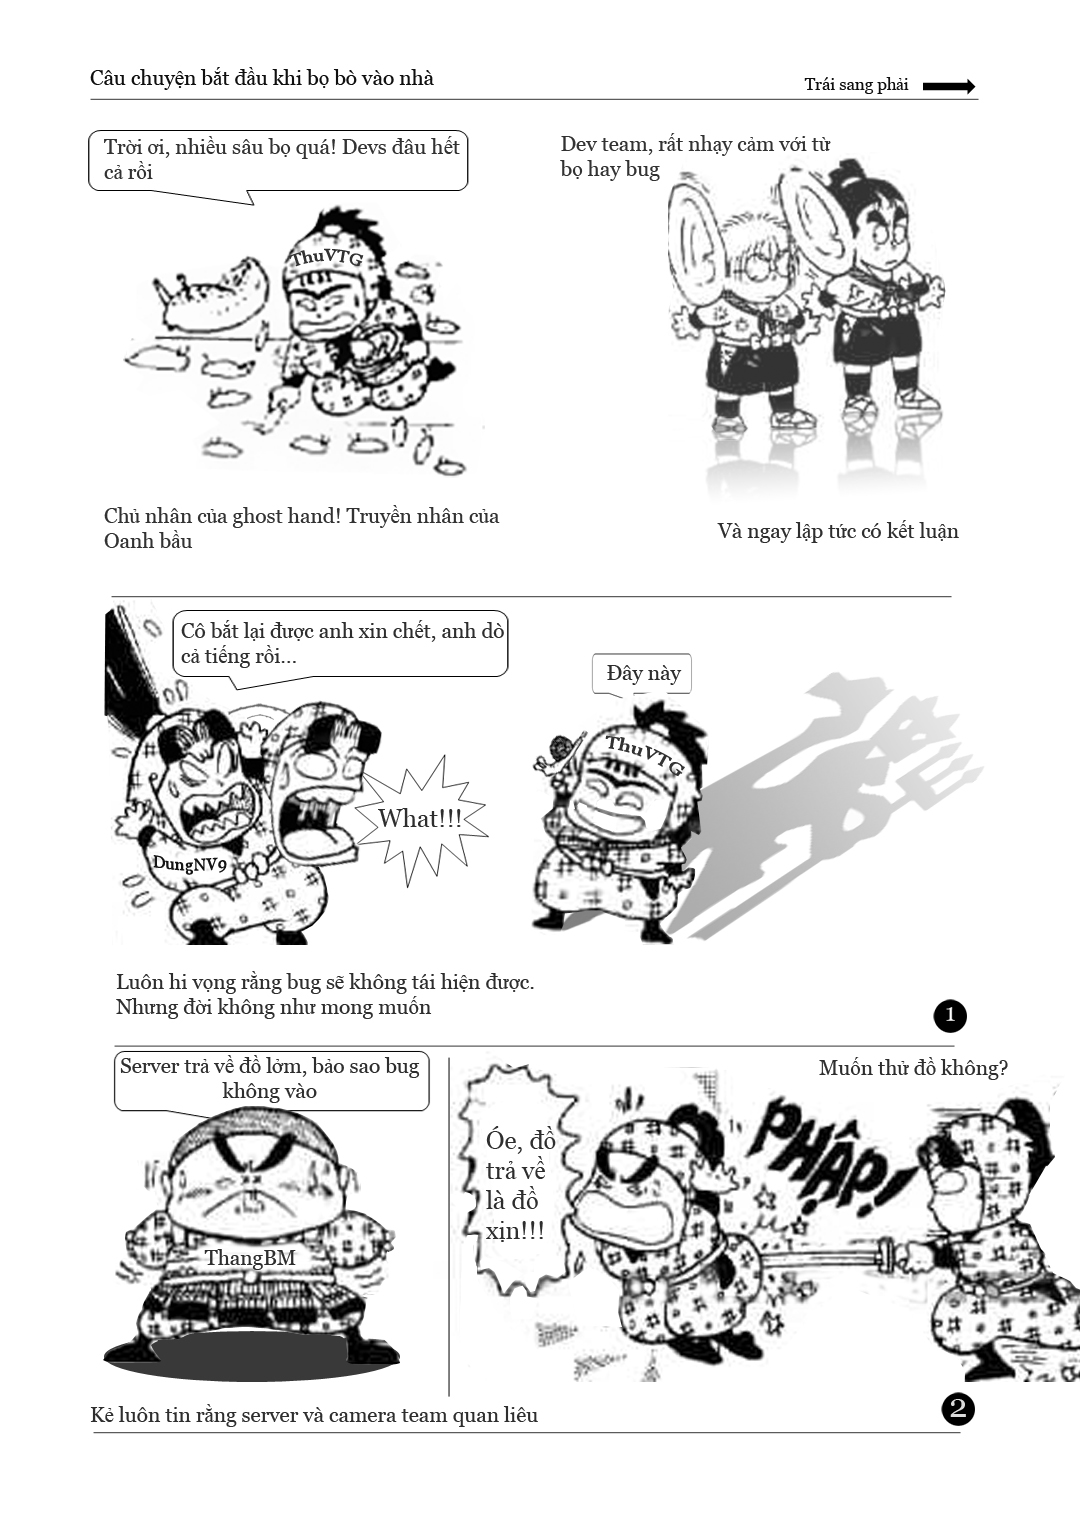 Câu chuyện bắt đầu khi bọ bò vào nhà
Trái sang phải
Trời ơi, nhiều sâu bọ quá! Devs đâu hết
cả rồi
ThuVTG
Dev team, rất nhạy cảm với từ
bọ hay bug
Chủ nhân của ghost hand! Truyền nhân của
Oanh bầu
Và ngay lập tức có kết luận
Cô bắt lại được anh xin chết, anh dò
cả tiếng rồi...
What!!!
DungNV9
Đây này
ThuVTG
Luôn hi vọng rằng bug sẽ không tái hiện được.
Nhưng đời không như mong muốn
1
Server trả về đồ lởm, bảo sao bug
không vào
ThangBM
Óe, đồ
trả về
là đồ
xịn!!!
PHẬP!
Muốn thử đồ không?
Kẻ luôn tin rằng server và camera team quan liêu
2